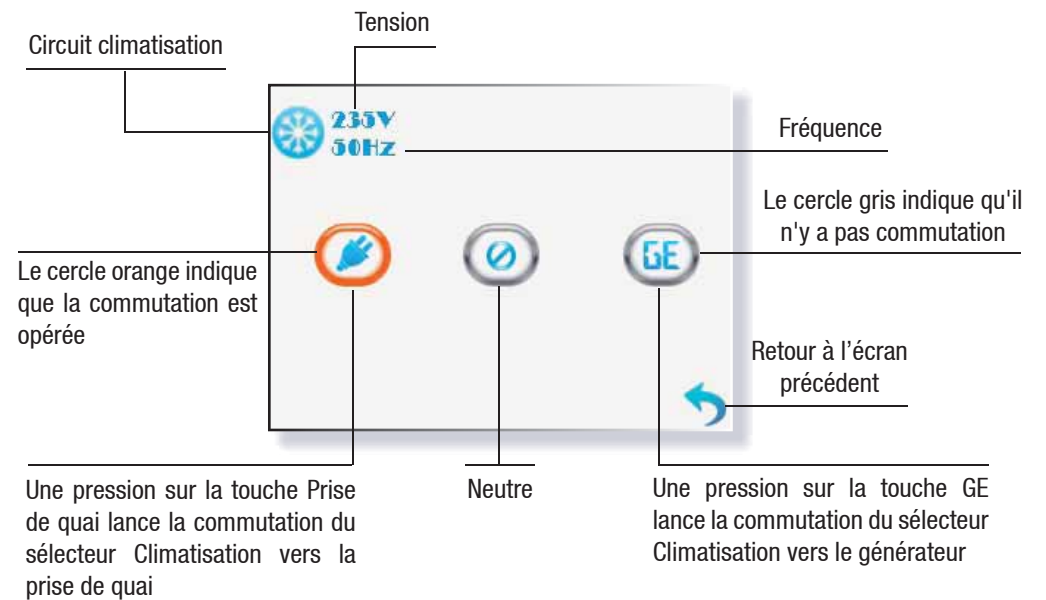 Tension
Circuit climatisation
235V
50Hz
Fréquence
Le cercle gris indique qu'il
n'y a pas commutation
GE
Le cercle orange indique
que la commutation est
opérée
Retour à l’écran
précédent
Une pression sur la touche Prise
de quai lance la commutation du
sélecteur Climatisation vers la
prise de quai
Neutre
Une pression sur la touche GE
lance la commutation du sélecteur
Climatisation vers le générateur